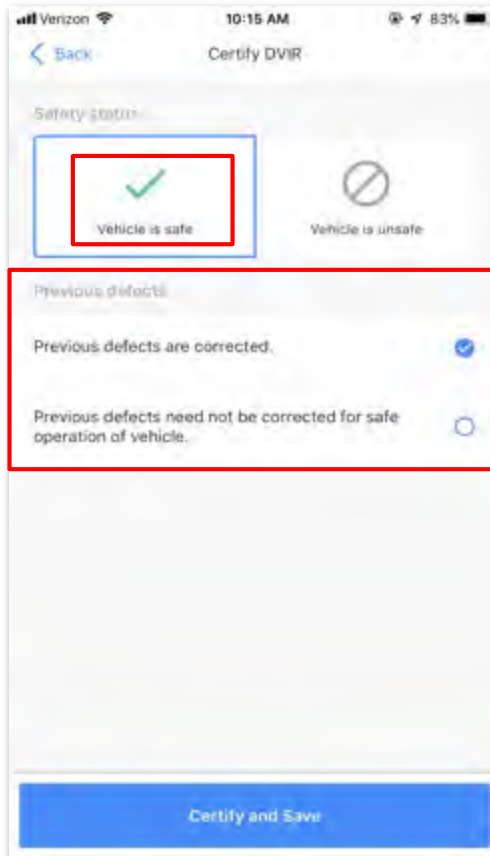 Verizon 10:15 AM 83%
Back Certify DVIR
Safety status
Vehicle is safe Vehicle is unsafe
Previous defects
Previous defects are corrected.
Previous defects need not be corrected for safe
operation of vehicle.
Certify and Save